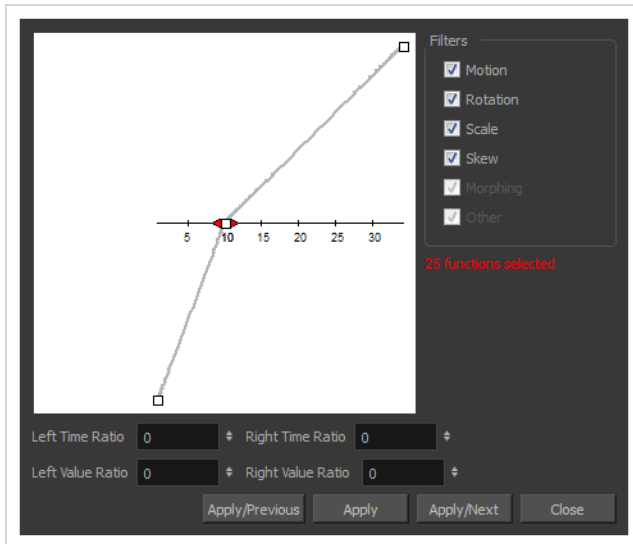 Filters
Motion
Rotation
Scale
Skew
Morphing
Other
5 10 15 20 25 30
25 functions selected
Left Time Ratio 0 Right Time Ratio 0
Left Value Ratio 0 Right Value Ratio 0
Apply/Previous Apply Apply/Next Close